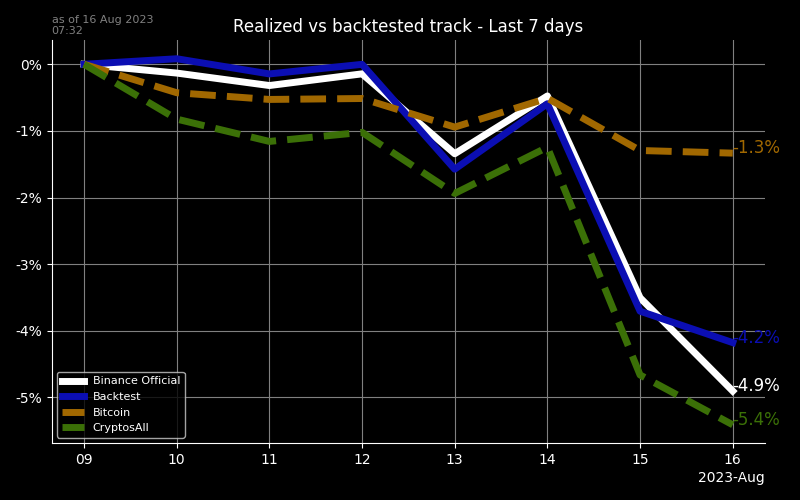 as of 16 Aug 2023
07:32
Realized vs backtested track - Last 7 days
0%
-1%
-2%
-3%
-4%
-5%
-1.3%
-4.2%
-4.9%
-5.4%
Binance Official
Backtest
Bitcoin
CryptosAll
09 10 11 12 13 14 15 16
2023-Aug